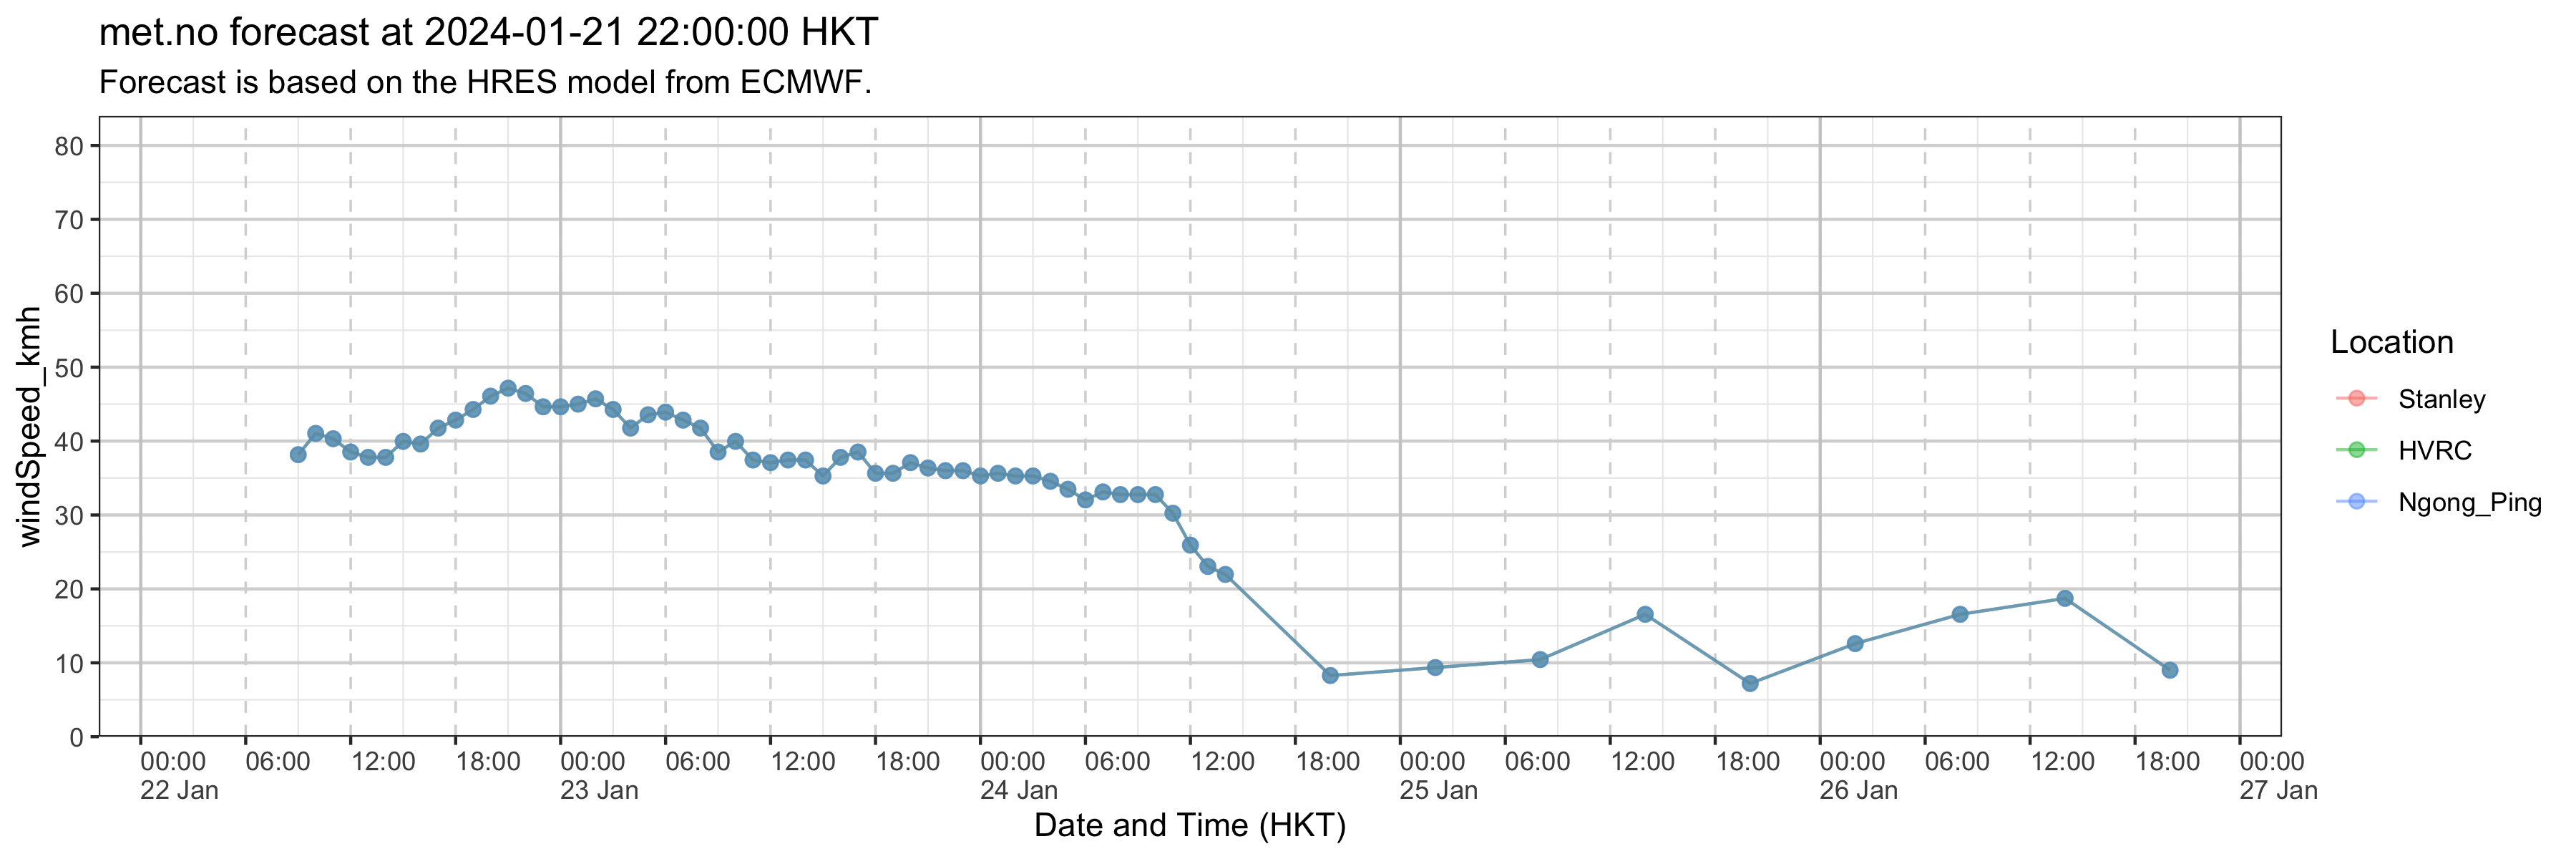 met.no forecast at 2024-01-21 22:00:00 HKT
Forecast is based on the HRES model from ECMWF.
windSpeed_kmh
80
70
60
50
40
30
20
10
0
00:00 06:00 12:00 18:00 00:00 06:00 12:00 18:00 00:00 06:00 12:00 18:00 00:00 06:00 12:00 18:00 00:00 06:00 12:00 18:00 00:00
22 Jan 23 Jan 24 Jan 25 Jan 26 Jan 27 Jan
Date and Time (HKT)
Location
Stanley
HVRC
Ngong_Ping